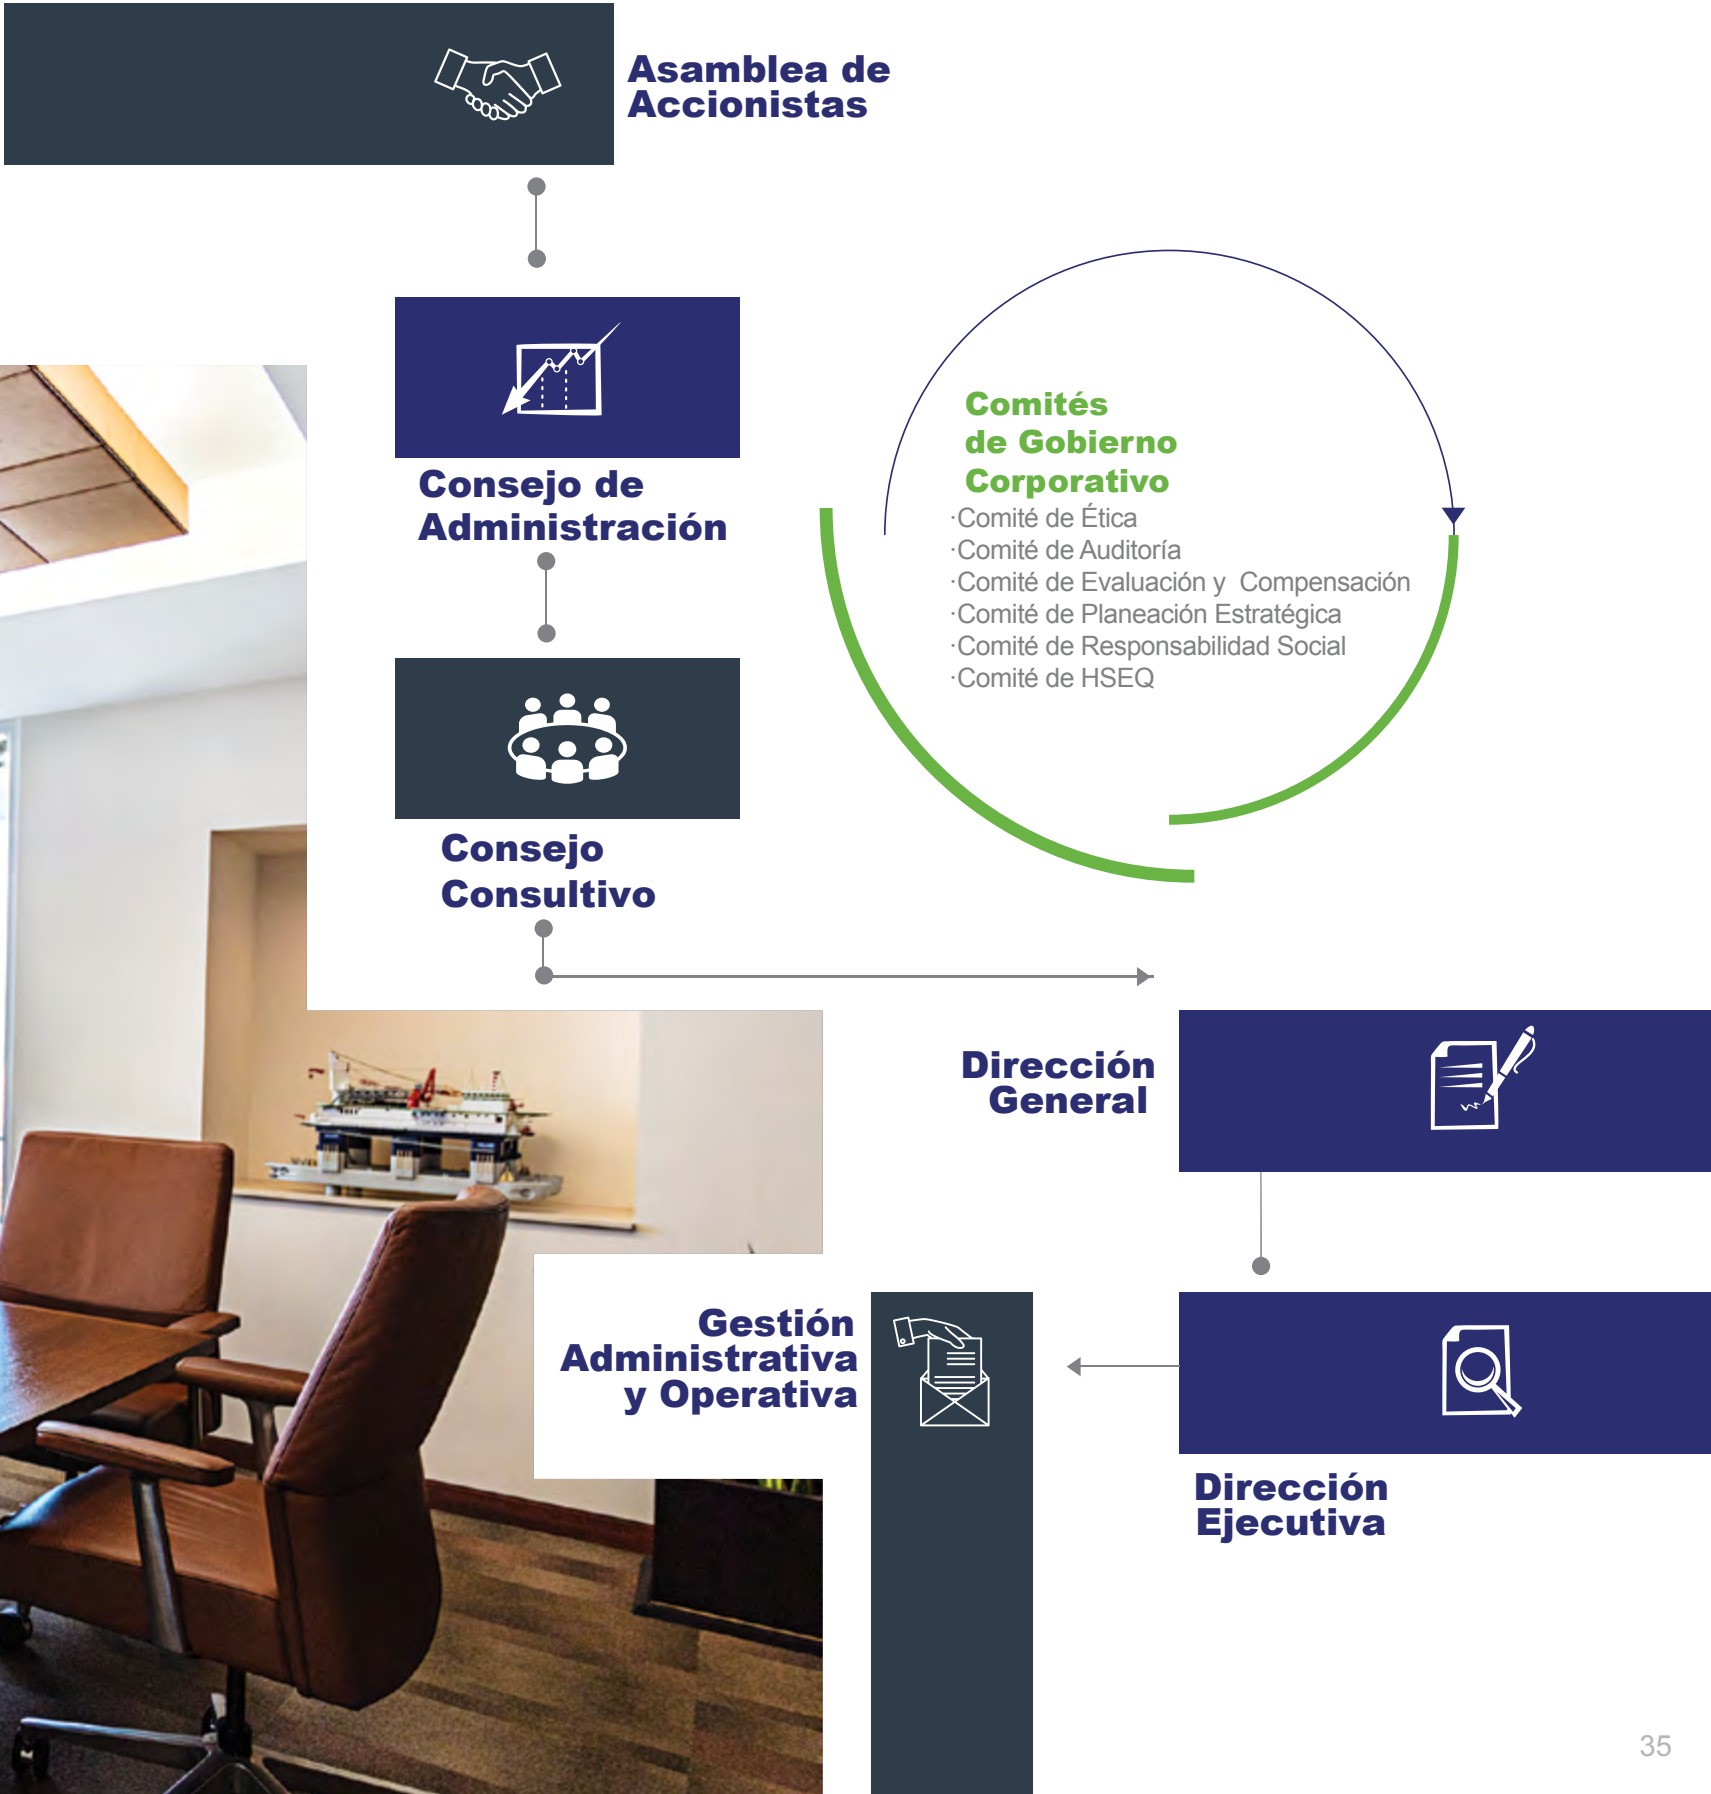 Asamblea de
Accionistas
Consejo de
Administración
Comités
de Gobierno
Corporativo
·Comité de Ética
·Comité de Auditoría
·Comité de Evaluación y  Compensación
·Comité de Planeación Estratégica
·Comité de Responsabilidad Social
·Comité de HSEQ
Consejo
Consultivo
Dirección
General
Gestión
Administrativa
y Operativa
Dirección
Ejecutiva
35